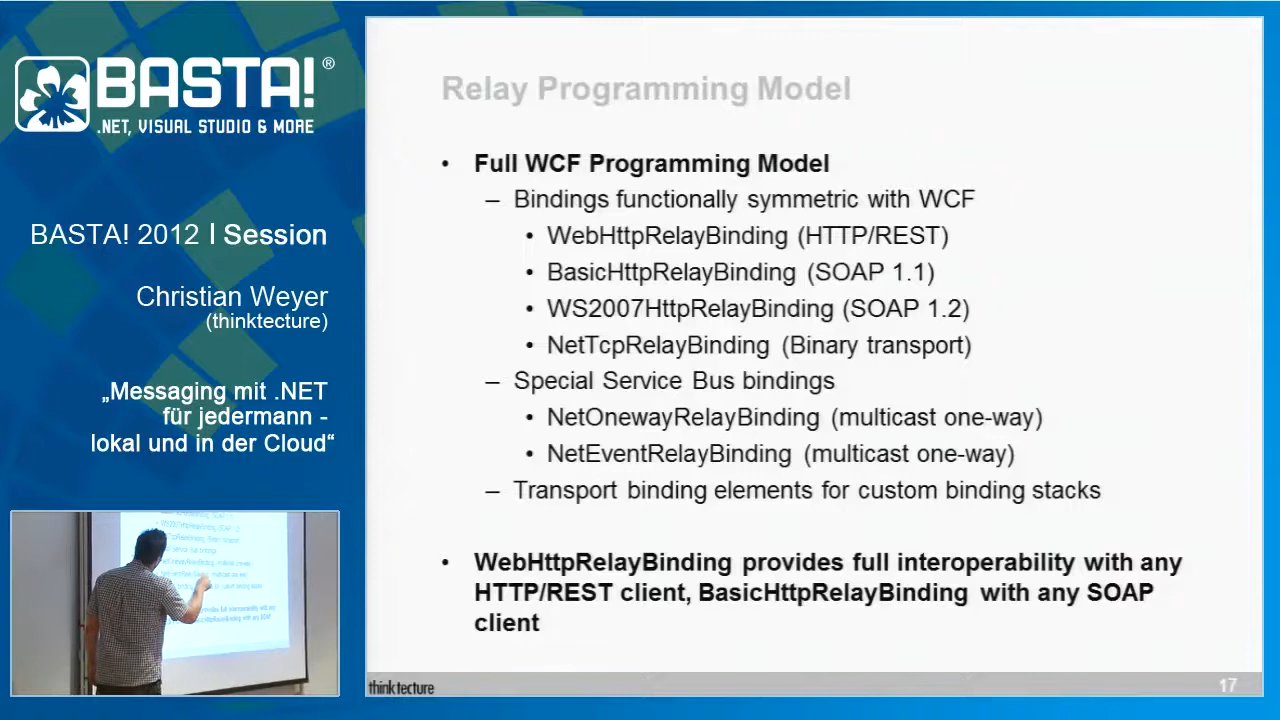 BASTA! ®
.NET, VISUAL STUDIO & MORE
BASTA! 2012 | Session
Christian Weyer
(thinktecture)
„Messaging mit .NET
für jedermann -
lokal und in der Cloud“
Relay Programming Model
• Full WCF Programming Model
– Bindings functionally symmetric with WCF
• WebHttpRelayBinding (HTTP/REST)
• BasicHttpRelayBinding (SOAP 1.1)
• WS2007HttpRelayBinding (SOAP 1.2)
• NetTcpRelayBinding (Binary transport)
– Special Service Bus bindings
• NetOnewayRelayBinding (multicast one-way)
• NetEventRelayBinding (multicast one-way)
– Transport binding elements for custom binding stacks
• WebHttpRelayBinding provides full interoperability with any
HTTP/REST client, BasicHttpRelayBinding with any SOAP
client
thinktecture
17